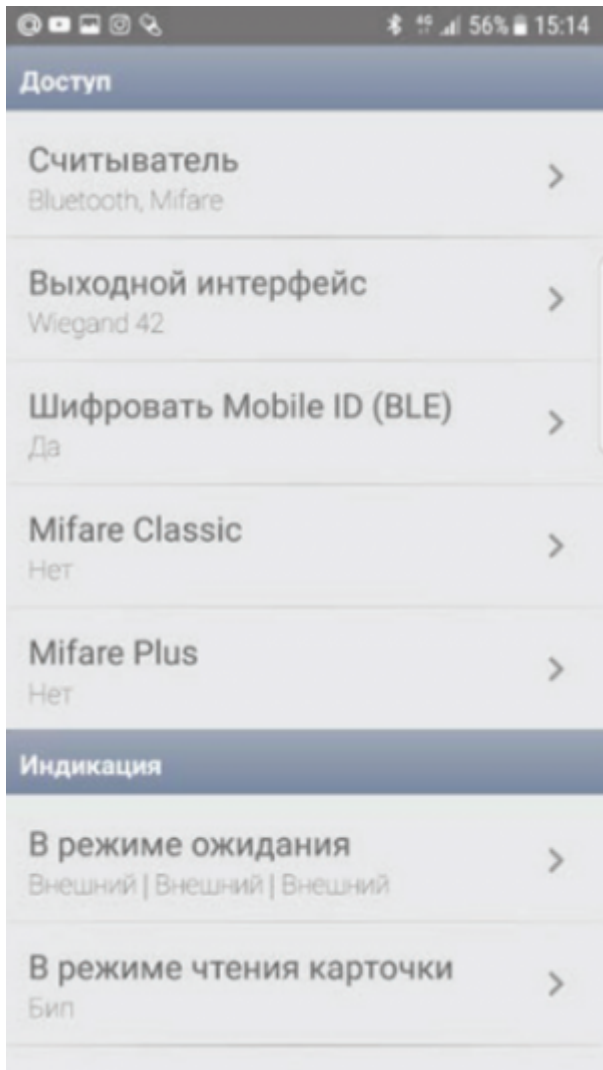 56% 15:14
Доступ
Считыватель
Bluetooth, Mifare
Выходной интерфейс
Wiegand 42
Шифровать Mobile ID (BLE)
Да
Mifare Classic
Нет
Mifare Plus
Нет
Индикация
В режиме ожидания
Внешний | Внешний | Внешний
В режиме чтения карточки
Бип